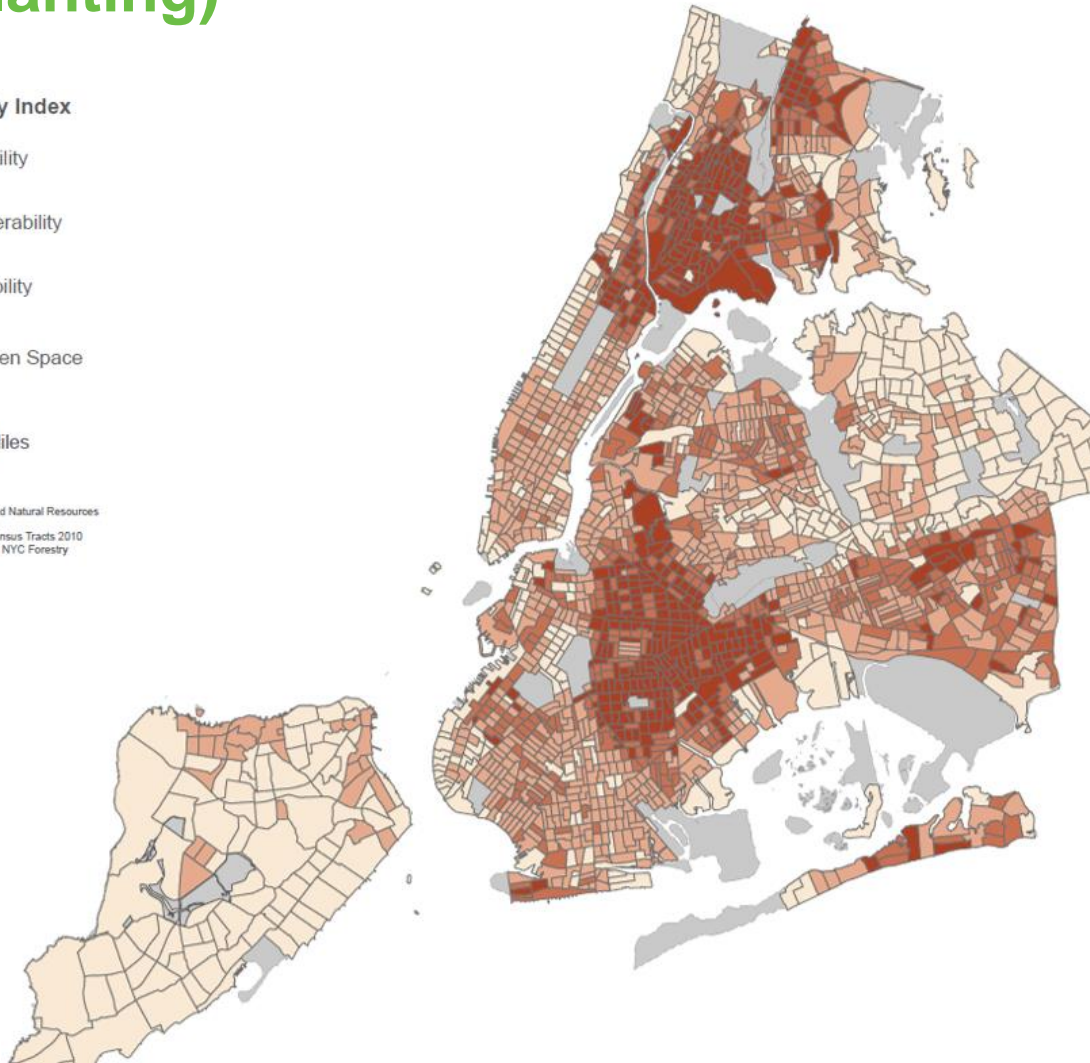 anting)
y Index
ility
erability
bility
en Space
iles
d Natural Resources
nsus Tracts 2010
NYC Forestry